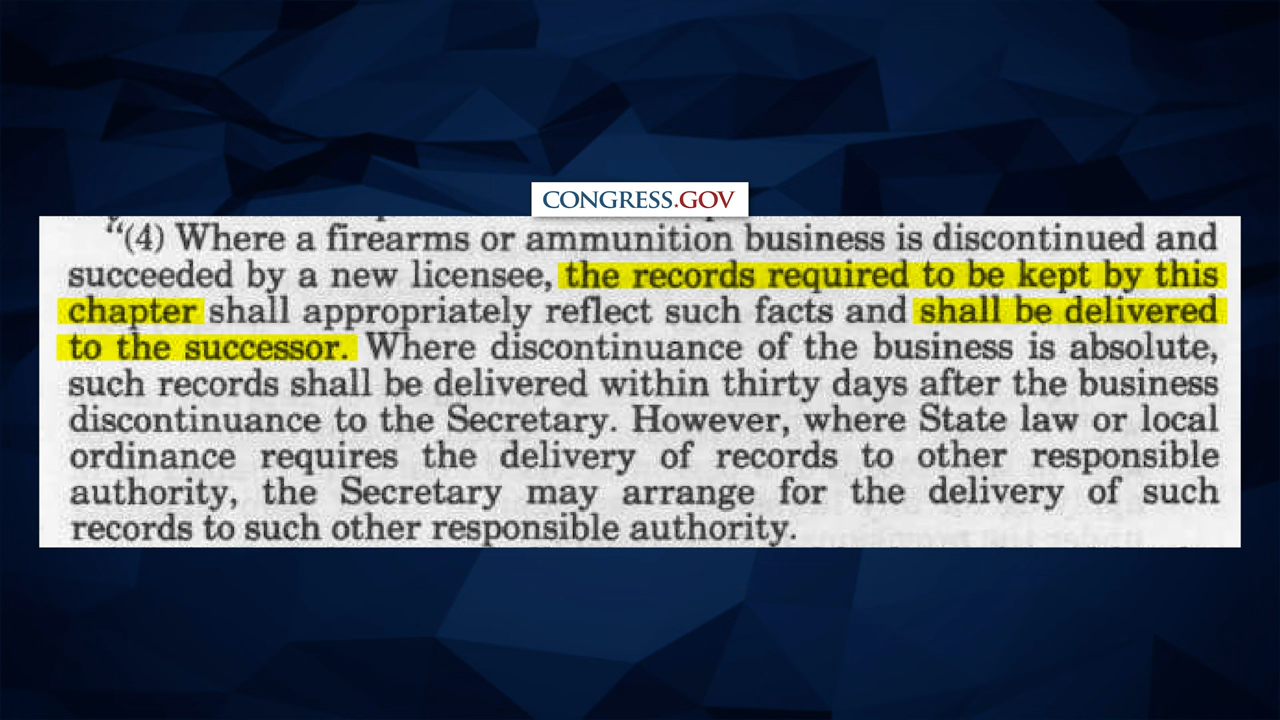 CONGRESS.GOV
“(4) Where a firearms or ammunition business is discontinued and
succeeded by a new licensee, the records required to be kept by this
chapter shall appropriately reflect such facts and shall be delivered
to the successor. Where discontinuance of the business is absolute,
such records shall be delivered within thirty days after the business
discontinuance to the Secretary. However, where State law or local
ordinance requires the delivery of records to other responsible
authority, the Secretary may arrange for the delivery of such
records to such other responsible authority.